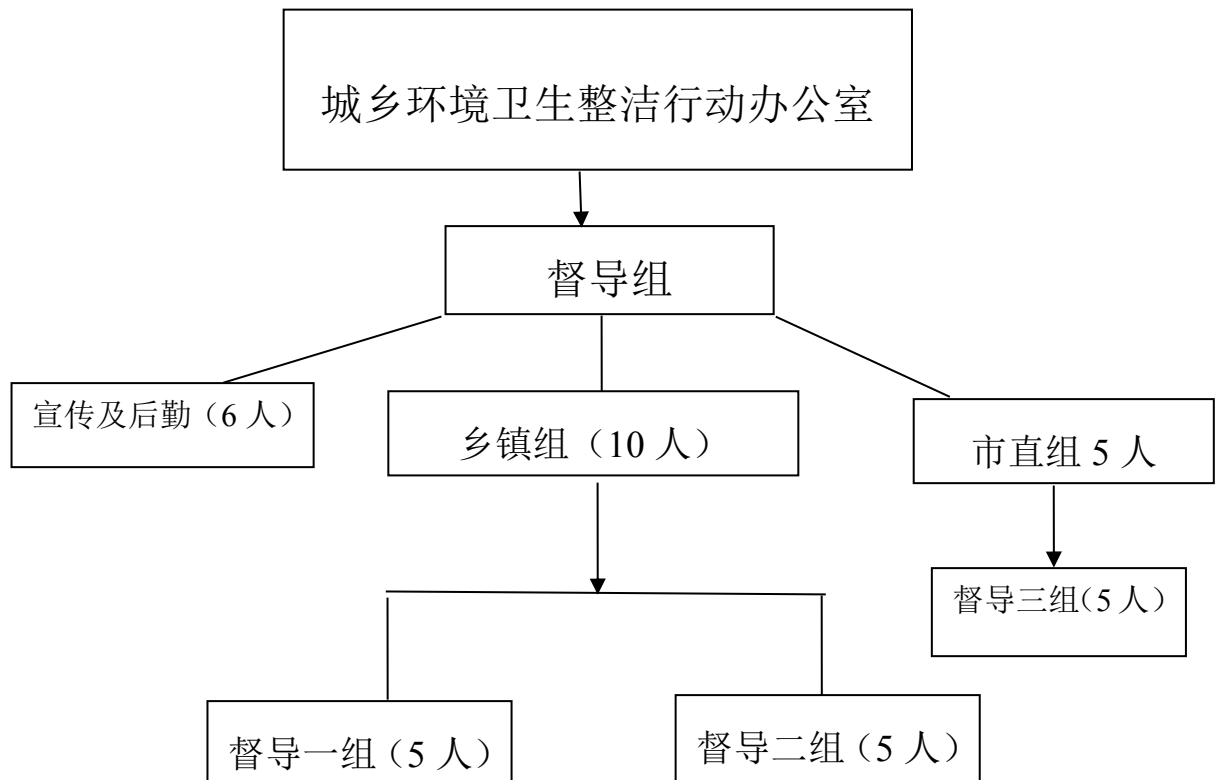 城乡环境卫生整洁行动办公室
督导组
宣传及后勤（6 人）
乡镇组（10 人）
市直组 5 人
督导三组（5 人）
督导一组（5 人）
督导二组（5 人）